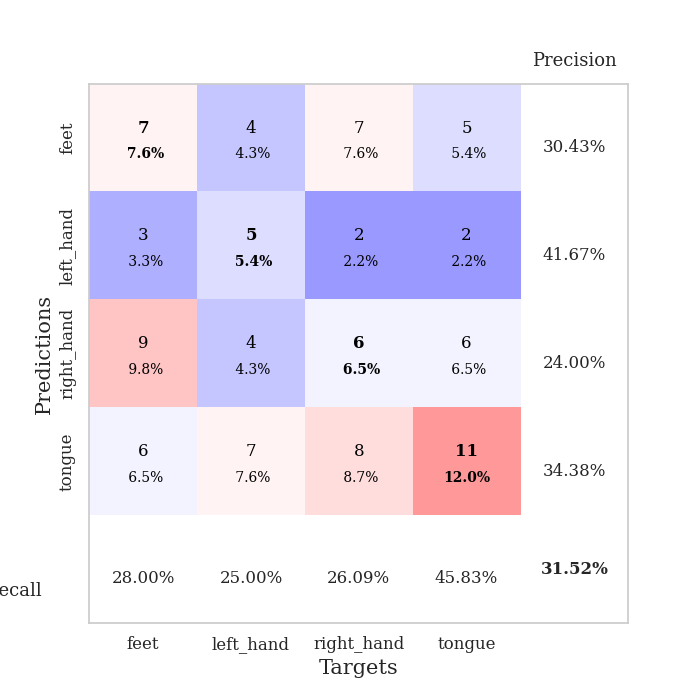 Precision
feet
7 4 7 5
7.6% 4.3% 7.6% 5.4%
30.43%
left_hand
3 5 2 2
3.3% 5.4% 2.2% 2.2%
41.67%
Predictions
right_hand
9 4 6 6
9.8% 4.3% 6.5% 6.5%
24.00%
tongue
6 7 8 11
6.5% 7.6% 8.7% 12.0%
34.38%
ecall
28.00% 25.00% 26.09% 45.83%
31.52%
feet left_hand right_hand tongue
Targets